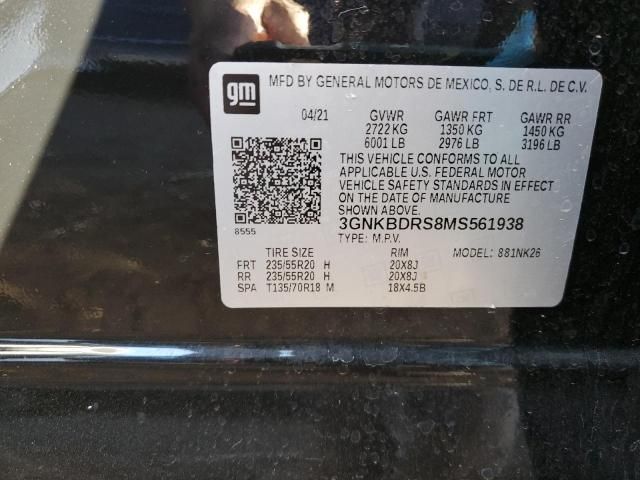 gm
MFD BY GENERAL MOTORS DE MEXICO, S. DE R.L. DE C.V.
04/21 GVWR GAWR FRT GAWR RR
2722 KG 1350 KG 1450 KG
6001 LB 2976 LB 3196 LB
THIS VEHICLE CONFORMS TO ALL
APPLICABLE U.S. FEDERAL MOTOR
VEHICLE SAFETY STANDARDS IN EFFECT
ON THE DATE OF MANUFACTURE
SHOWN ABOVE.
8555
3GNKBDRS8MS561938
TYPE: M.P.V. MODEL: 881NK26
TIRE SIZE RIM
FRT 235/55R20 H 20X8J
RR 235/55R20 H 20X8J
SPA T135/70R18 M 18X4.5B